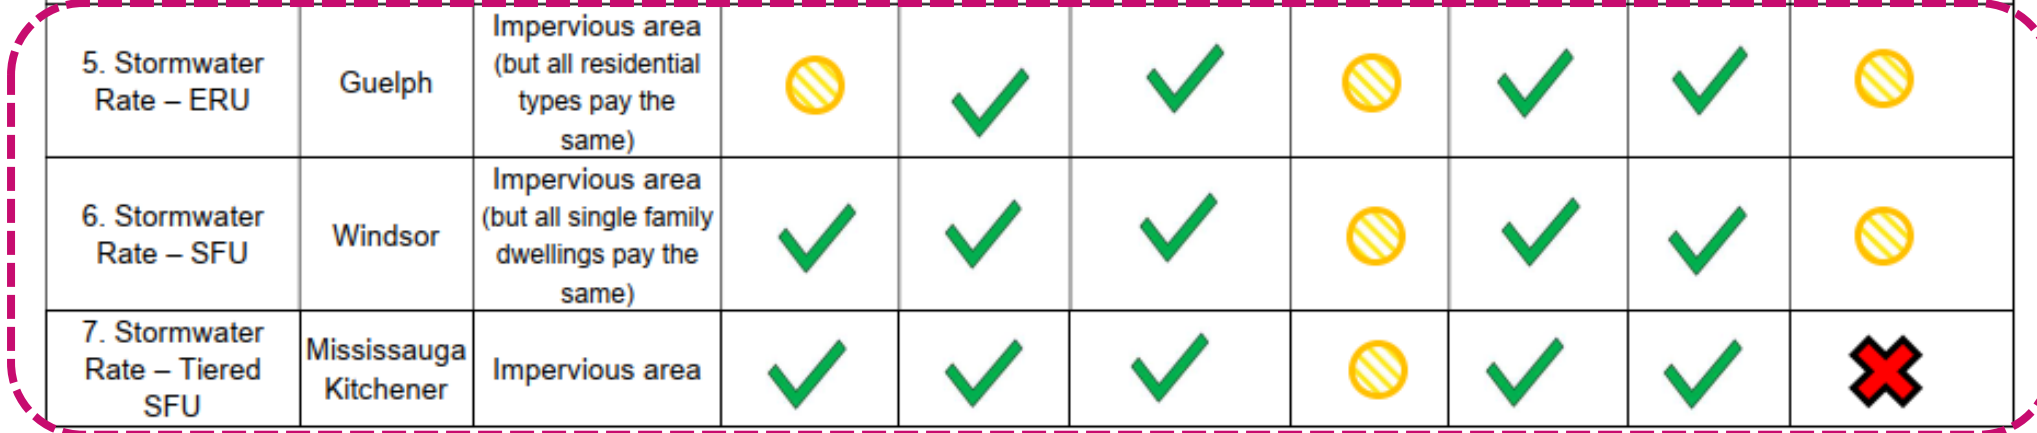 5. Stormwater
Rate – ERU
Guelph
Impervious area
(but all residential
types pay the
same)
6. Stormwater
Rate – SFU
Windsor
Impervious area
(but all single family
dwellings pay the
same)
7. Stormwater
Rate – Tiered
SFU
Mississauga
Kitchener
Impervious area